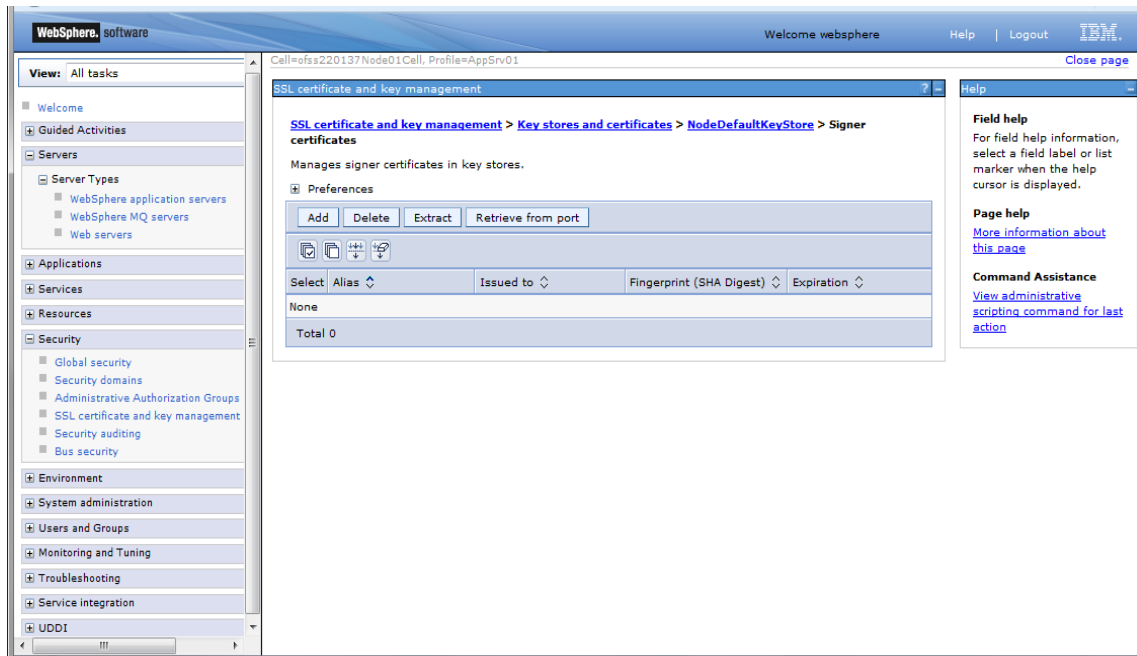 WebSphere. software
Welcome websphere
Help | Logout
IBM.
View: All tasks
Welcome
Guided Activities
Servers
Server Types
WebSphere application servers
WebSphere MQ servers
Web servers
Applications
Services
Resources
Security
Global security
Security domains
Administrative Authorization Groups
SSL certificate and key management
Security auditing
Bus security
Environment
System administration
Users and Groups
Monitoring and Tuning
Troubleshooting
Service integration
UDDI
Cell=ofss220137Node01Cell, Profile=AppSrv01
Close page
SSL certificate and key management
? -
SSL certificate and key management > Key stores and certificates > NodeDefaultKeyStore > Signer
certificates
Manages signer certificates in key stores.
Preferences
Add Delete Extract Retrieve from port
Select Alias Issued to Fingerprint (SHA Digest) Expiration
None
Total 0
Help
Field help
For field help information,
select a field label or list
marker when the help
cursor is displayed.
Page help
More information about
this page
Command Assistance
View administrative
scripting command for last
action